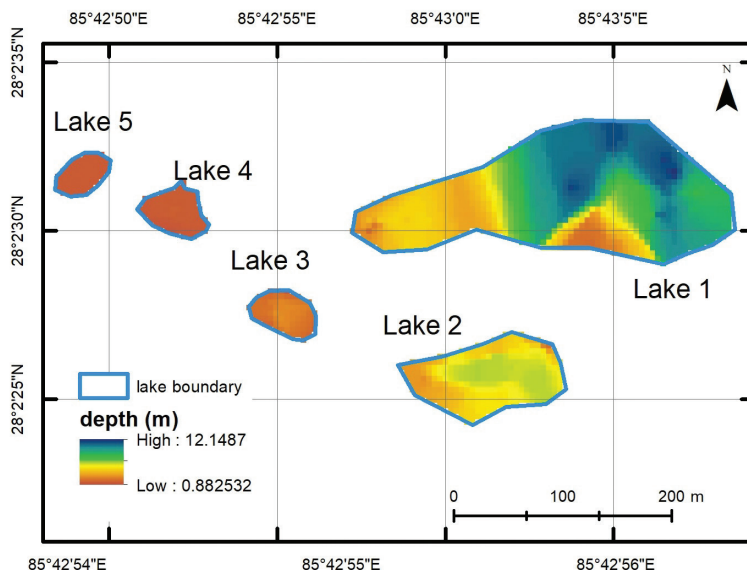 85°42'50"E 85°42'55"E 85°43'0"E 85°43'5"E
28°2'35"N
N
Lake 5
Lake 4
28°2'30"N
Lake 3
Lake 1
Lake 2
lake boundary
28°2'25"N
depth (m)
High : 12.1487
Low : 0.882532
0 100 200 m
85°42'54"E 85°42'55"E 85°42'56"E